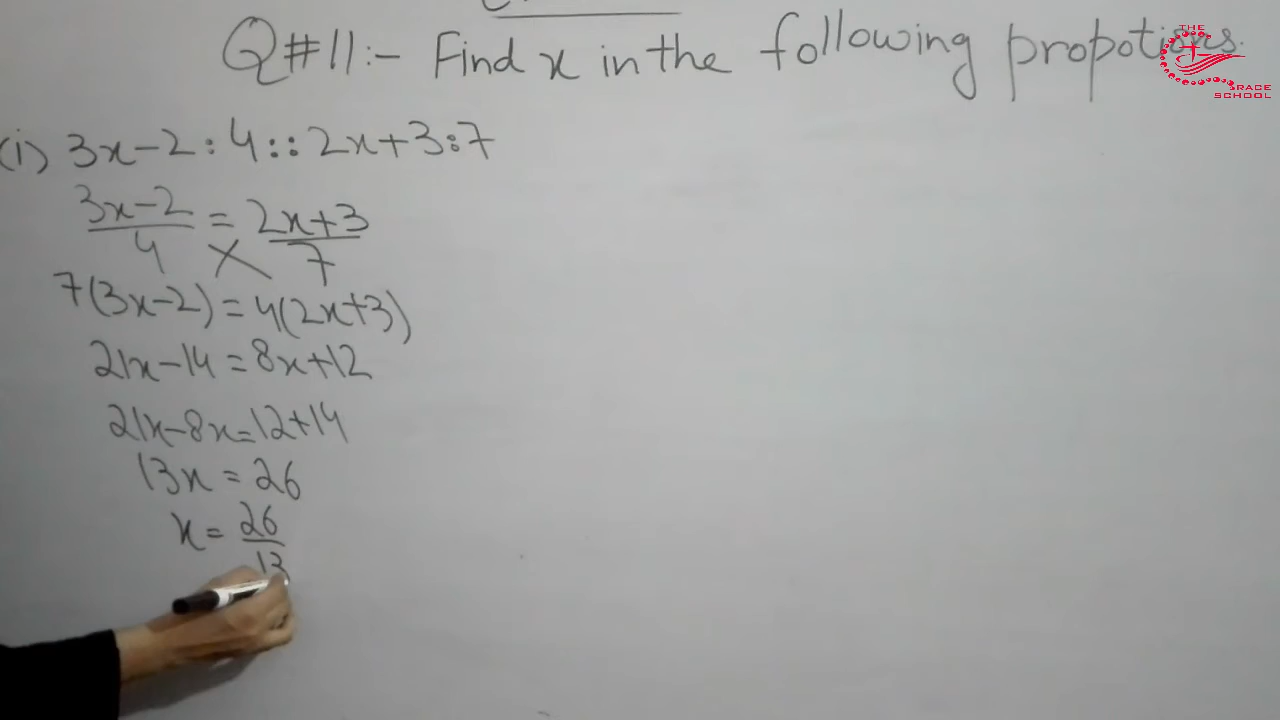 Q#11:- Find x in the following propotions.
THE
GRACE
SCHOOL
(i) 3x-2:4::2x+3:7
3x-2/4 = 2x+3/7
7(3x-2)=4(2x+3)
21x-14=8x+12
21x-8x=12+14
13x=26
x=26/13